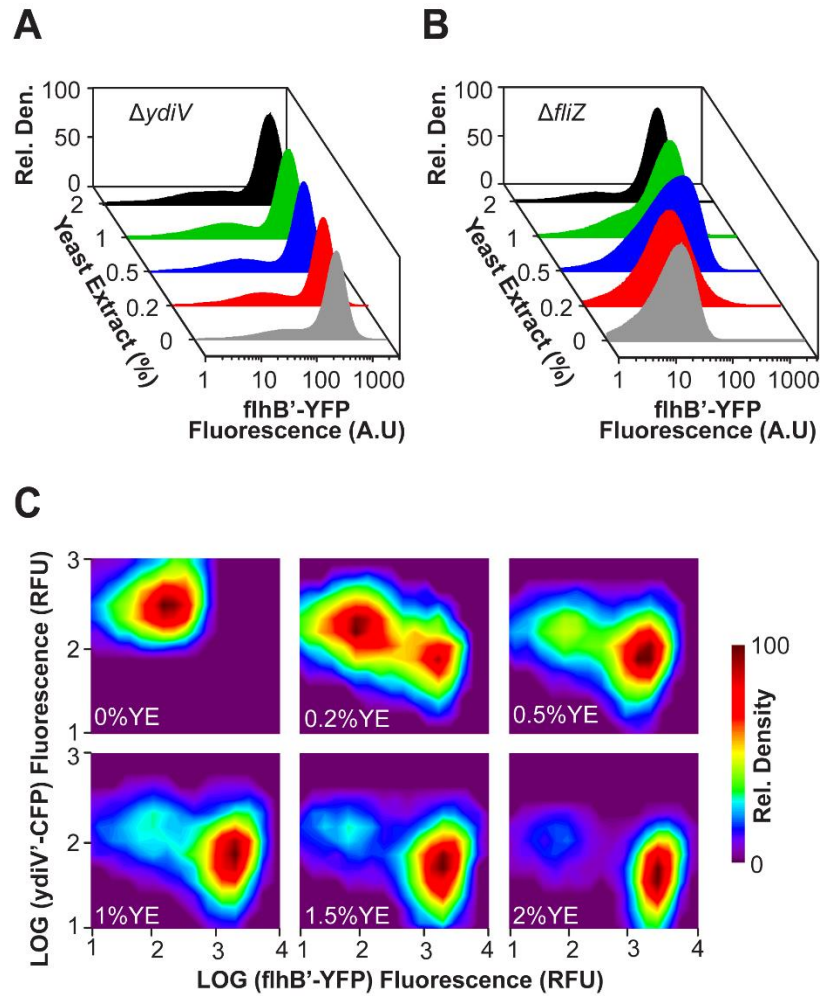 A
Rel. Den.
100
50
0
ΔydiV
2
1
0.5
0.2
0
Yeast Extract (%)
1 10 100 1000
flhB’-YFP
Fluorescence (A.U)
B
Rel. Den.
100
50
0
ΔfliZ
2
1
0.5
0.2
0
Yeast Extract (%)
1 10 100 1000
flhB’-YFP
Fluorescence (A.U)
C
LOG (ydiV’-CFP) Fluorescence (RFU)
3
2
1
0%YE
0.2%YE
0.5%YE
3
2
1
1%YE
1.5%YE
2%YE
1 2 3 4
1 2 3 4
1 2 3 4
LOG (flhB’-YFP) Fluorescence (RFU)
100
0
Rel. Density